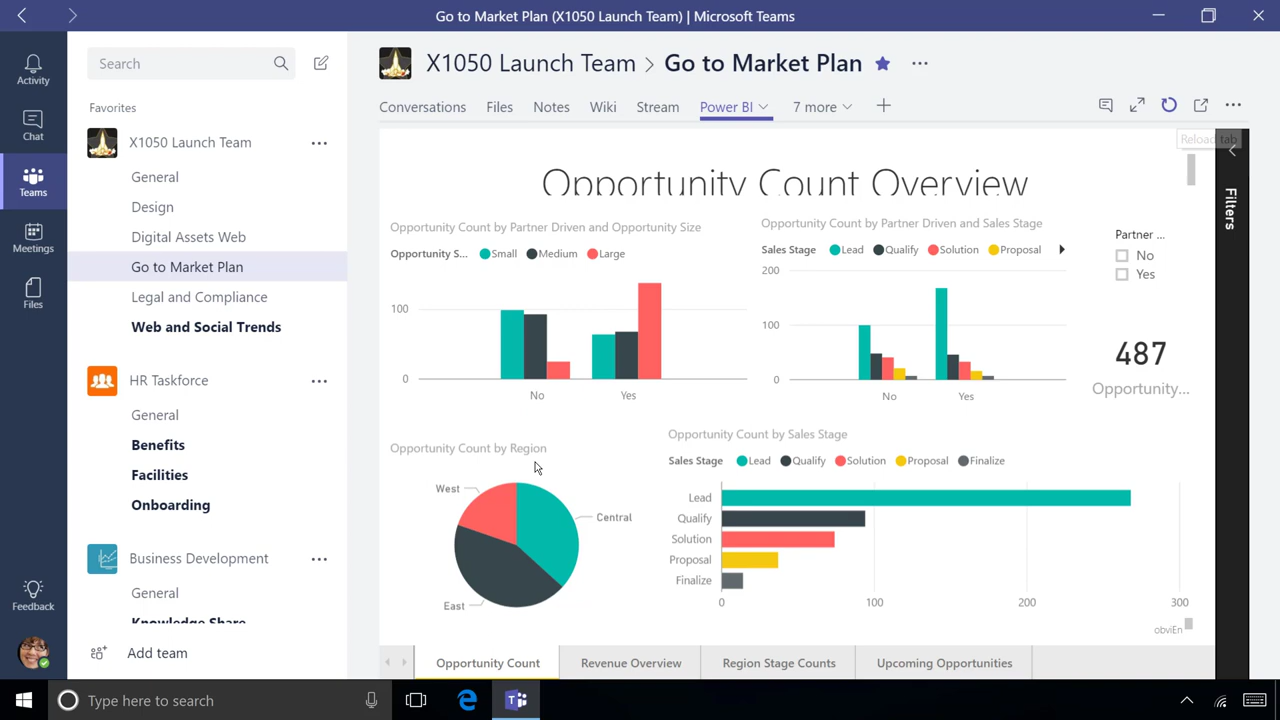 Go to Market Plan (X1050 Launch Team) | Microsoft Teams
Activity
Chat
Teams
Meetings
Files
Feedback
Search
Favorites
X1050 Launch Team
General
Design
Digital Assets Web
Go to Market Plan
Legal and Compliance
Web and Social Trends
HR Taskforce
General
Benefits
Facilities
Onboarding
Business Development
General
Knowledge Share
Add team
X1050 Launch Team > Go to Market Plan
Conversations Files Notes Wiki Stream Power BI 7 more
Reload tab
Filters
Opportunity Count Overview
Opportunity Count by Partner Driven and Opportunity Size
Opportunity S... Small Medium Large
100
0
No Yes
Opportunity Count by Partner Driven and Sales Stage
Sales Stage Lead Qualify Solution Proposal
200
100
0
No Yes
Partner ...
No
Yes
487
Opportunity...
Opportunity Count by Region
West
Central
East
Opportunity Count by Sales Stage
Sales Stage Lead Qualify Solution Proposal Finalize
Lead
Qualify
Solution
Proposal
Finalize
0 100 200 300
obviEn
Opportunity Count Revenue Overview Region Stage Counts Upcoming Opportunities
Type here to search